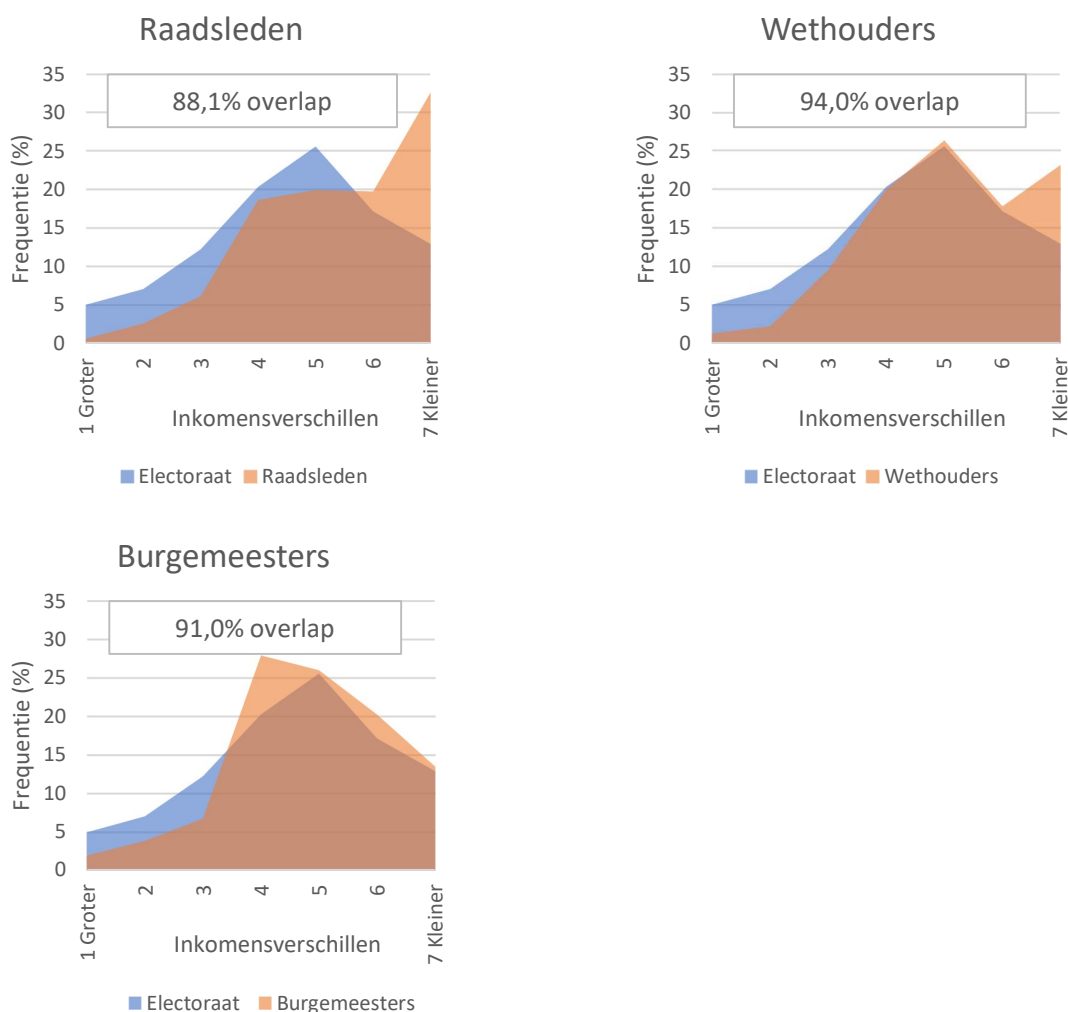 Raadsleden
88,1% overlap
35
30
25
20
15
10
5
0
Frequentie (%)
1 Groter
2
3
4
5
6
7 Kleiner
Inkomensverschillen
Electoraat
Raadsleden
Wethouders
94,0% overlap
35
30
25
20
15
10
5
0
Frequentie (%)
1 Groter
2
3
4
5
6
7 Kleiner
Inkomensverschillen
Electoraat
Wethouders
Burgemeesters
91,0% overlap
35
30
25
20
15
10
5
0
Frequentie (%)
1 Groter
2
3
4
5
6
7 Kleiner
Inkomensverschillen
Electoraat
Burgemeesters